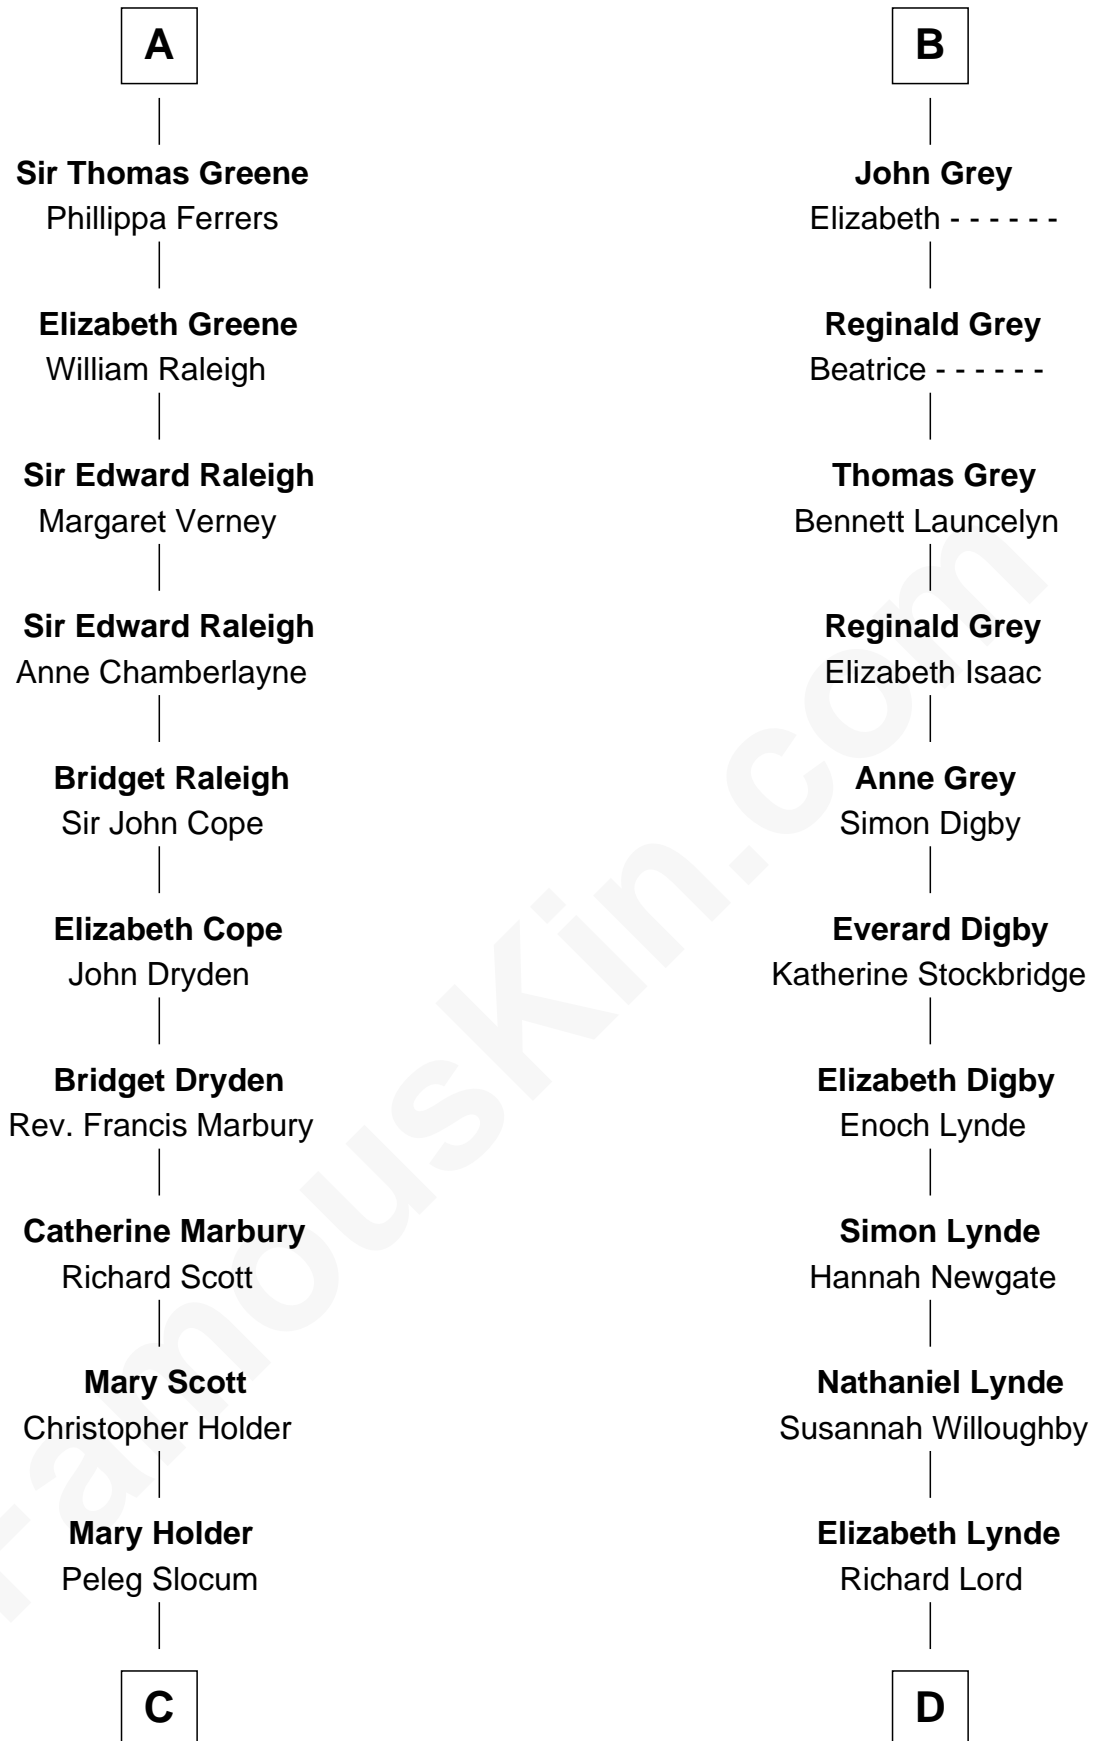 A
Sir Thomas Greene
Phillippa Ferrers
Elizabeth Greene
William Raleigh
Sir Edward Raleigh
Margaret Verney
Sir Edward Raleigh
Anne Chamberlayne
Bridget Raleigh
Sir John Cope
Elizabeth Cope
John Dryden
Bridget Dryden
Rev. Francis Marbury
Catherine Marbury
Richard Scott
Mary Scott
Christopher Holder
Mary Holder
Peleg Slocum
C
B
John Grey
Elizabeth - - - - - -
Reginald Grey
Beatrice - - - - - -
Thomas Grey
Bennett Launcelyn
Reginald Grey
Elizabeth Isaac
Anne Grey
Simon Digby
Everard Digby
Katherine Stockbridge
Elizabeth Digby
Enoch Lynde
Simon Lynde
Hannah Newgate
Nathaniel Lynde
Susannah Willoughby
Elizabeth Lynde
Richard Lord
D
FamousKin.com